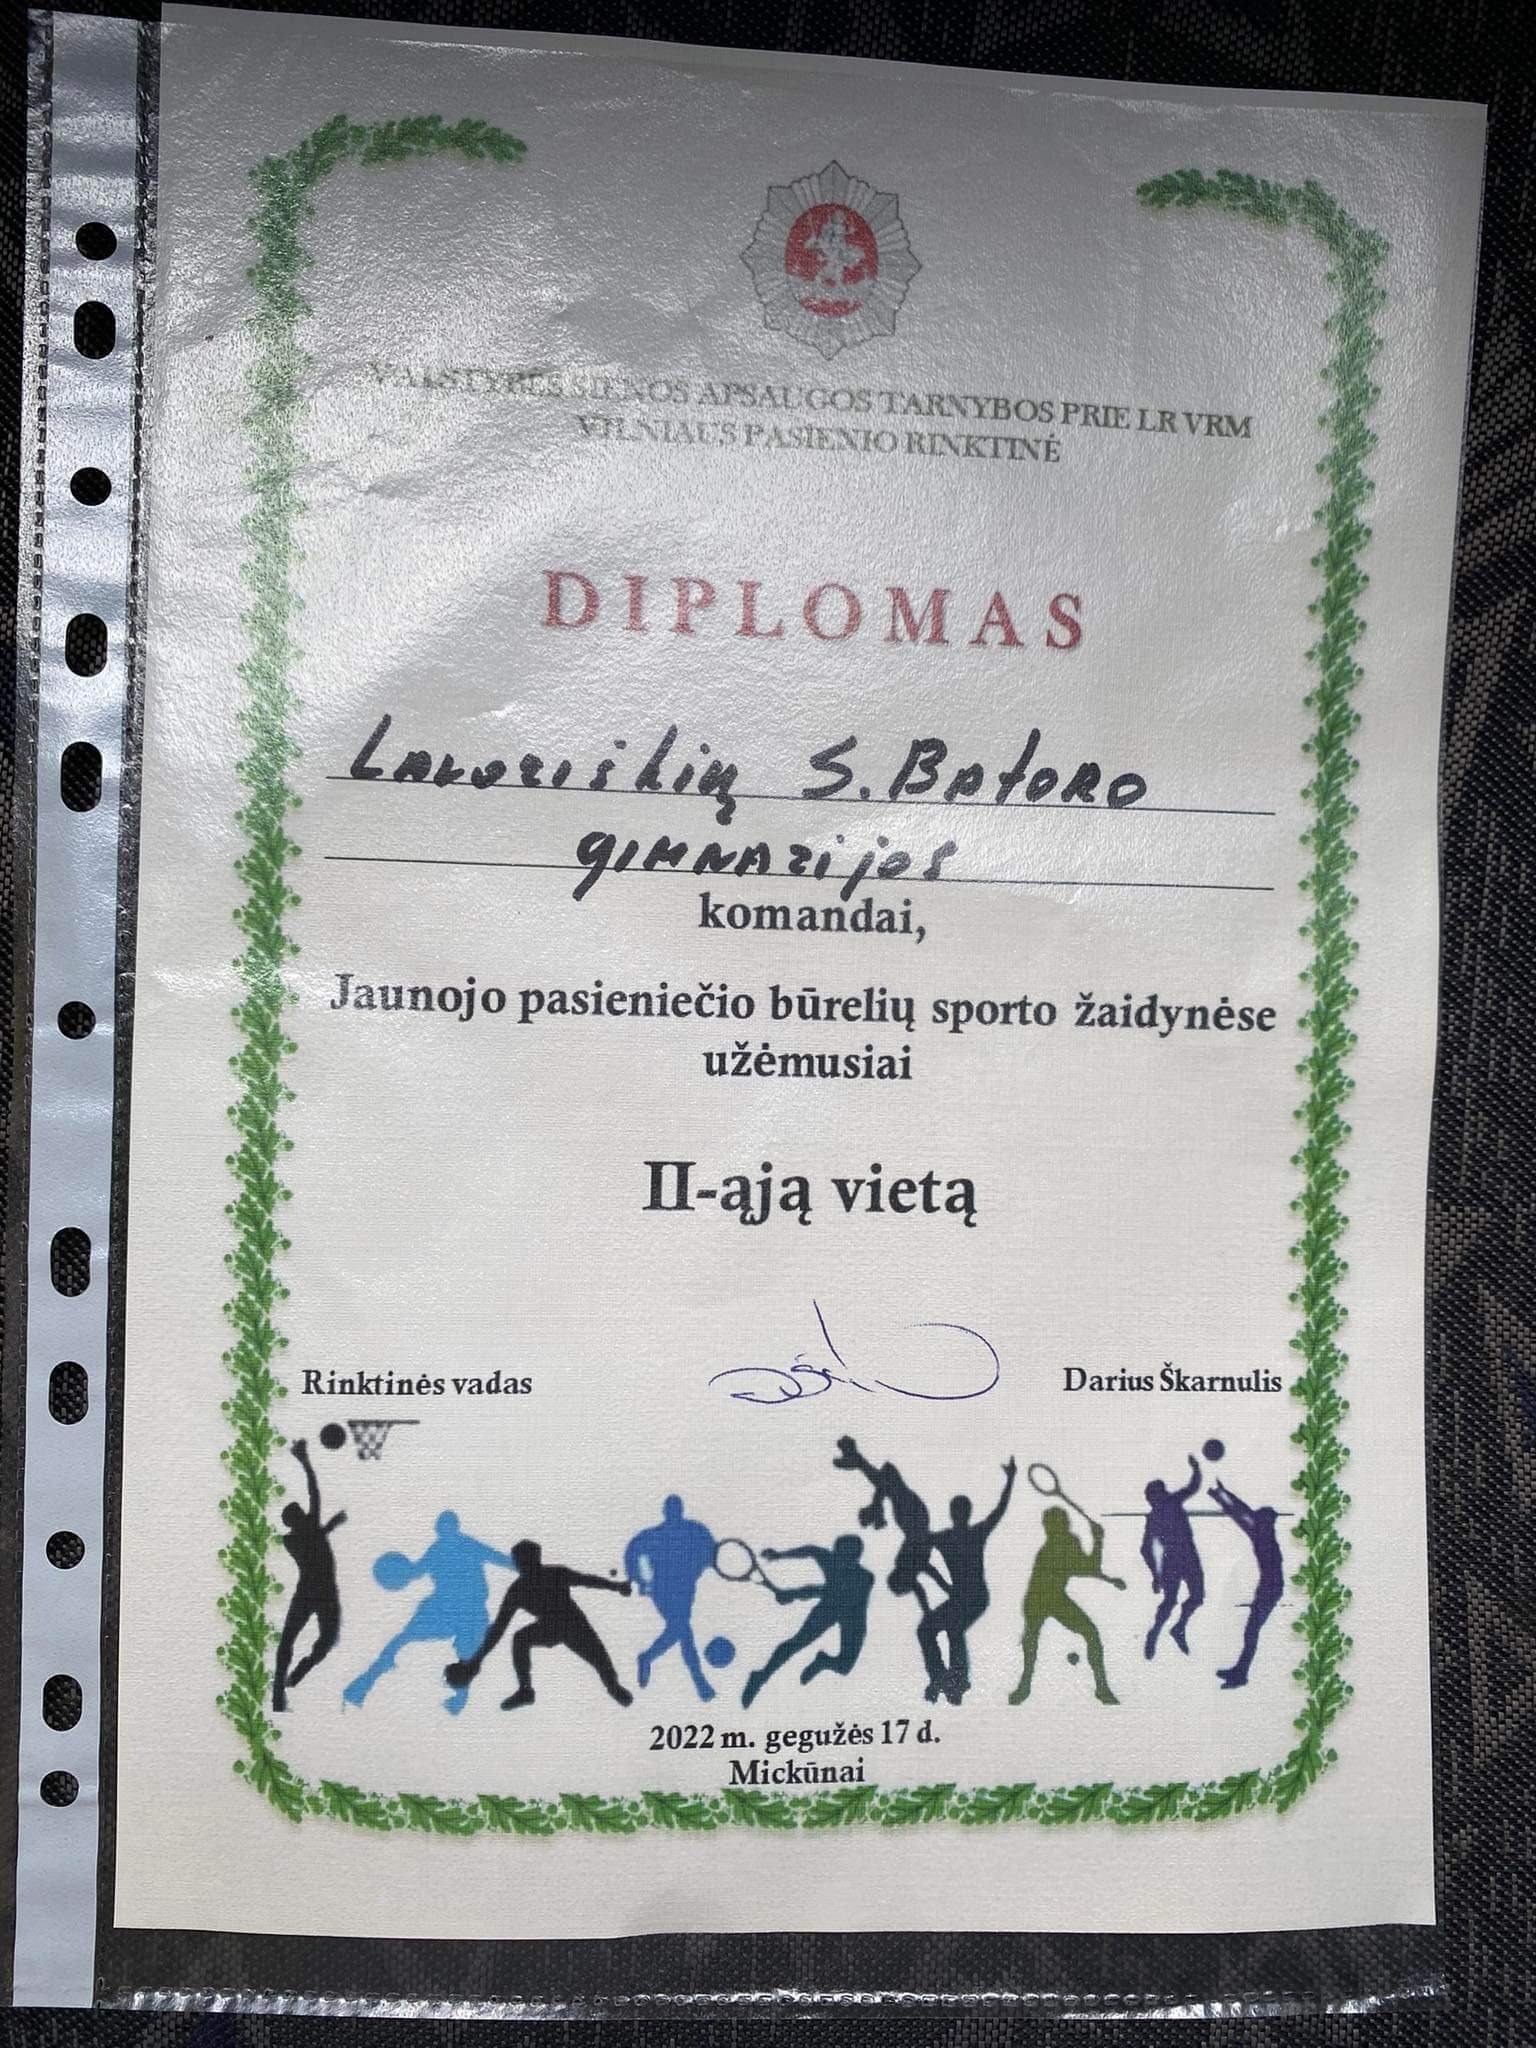 VALSTYBĖS SIENOS APSAUGOS TARNYBOS PRIE LR VRM
VILNIAUS PASIENIO RINKTINĖ
DIPLOMAS
Lavoriškių S. Batoro
gimnazijos
komandai,
Jaunojo pasieniečio būrelių sporto žaidynėse
užėmusiai
II-ąją vietą
Rinktinės vadas Darius Škarnulis
2022 m. gegužės 17 d.
Mickūnai